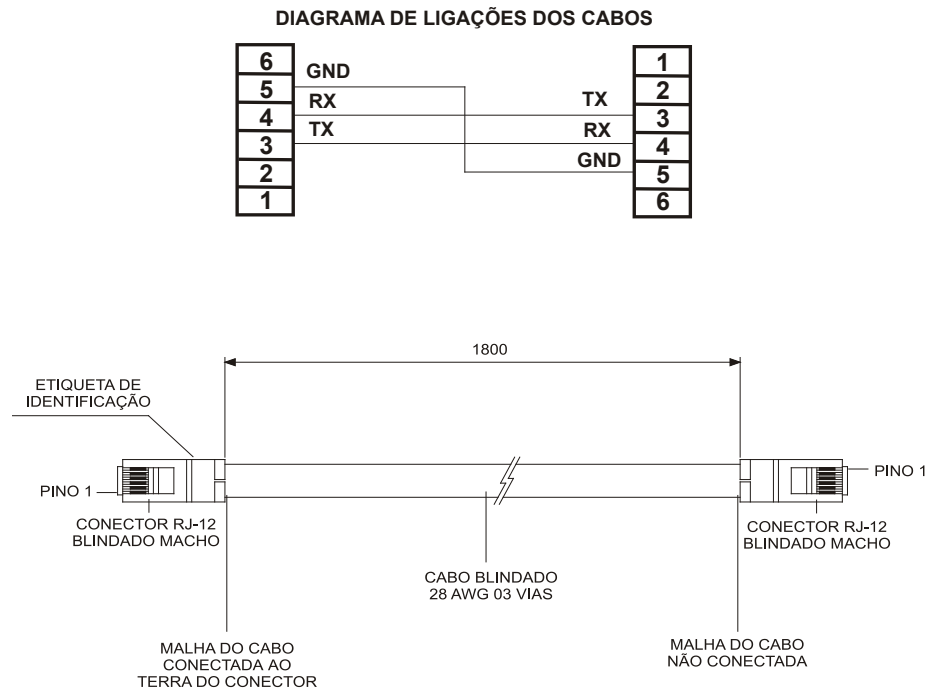 DIAGRAMA DE LIGAÇÕES DOS CABOS
6
5
4
3
2
1
GND
RX
TX
TX
RX
GND
1
2
3
4
5
6
1800
ETIQUETA DE
IDENTIFICAÇÃO
PINO 1
PINO 1
CONECTOR RJ-12
BLINDADO MACHO
CONECTOR RJ-12
BLINDADO MACHO
CABO BLINDADO
28 AWG 03 VIAS
MALHA DO CABO
CONECTADA AO
TERRA DO CONECTOR
MALHA DO CABO
NÃO CONECTADA